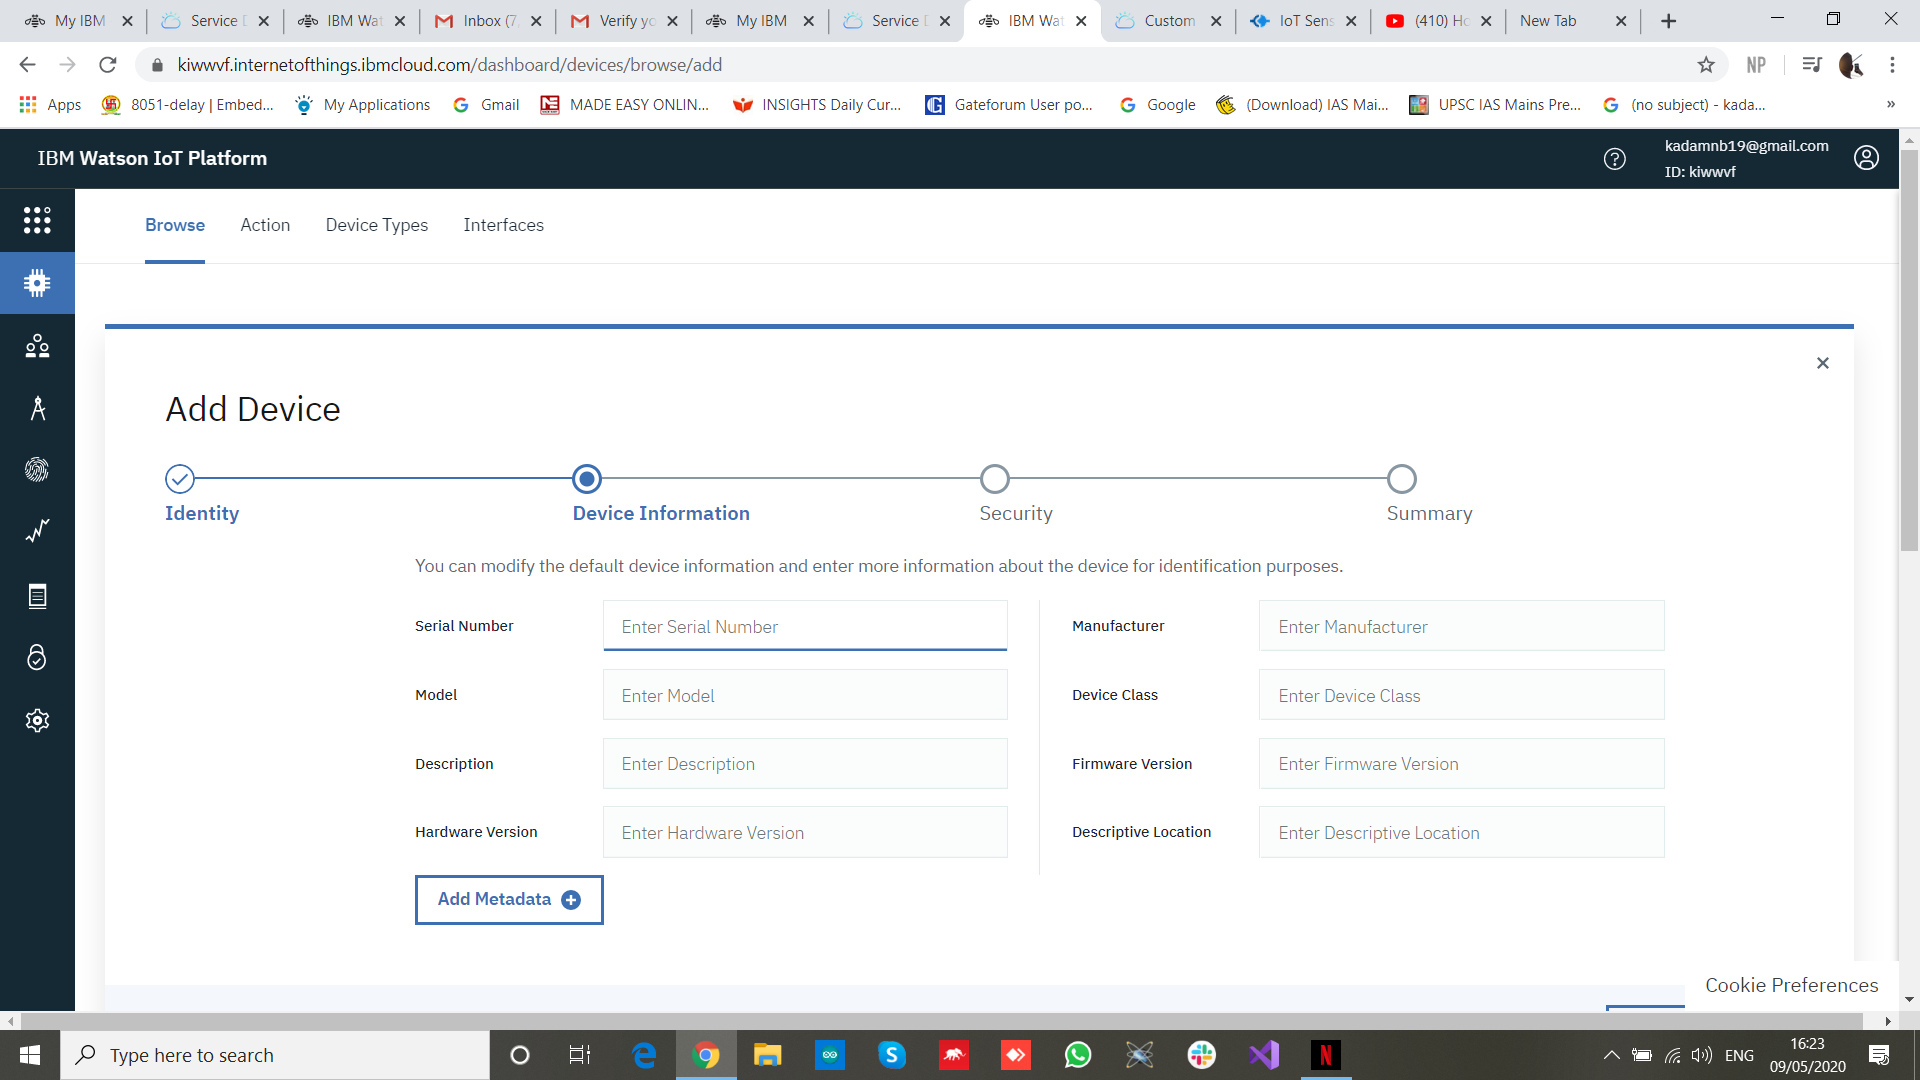 My IBM
Service D
IBM Wat
Inbox (7,
Verify yo
My IBM
Service D
IBM Wat
Custom
IoT Sens
(410) Ho
New Tab
kiwwvf.internetofthings.ibmcloud.com/dashboard/devices/browse/add
NP
Apps
8051-delay | Embed...
My Applications
Gmail
MADE EASY ONLIN...
INSIGHTS Daily Cur...
Gateforum User po...
Google
(Download) IAS Mai...
UPSC IAS Mains Pre...
(no subject) - kada...
»
IBM Watson IoT Platform
kadamnb19@gmail.com
ID: kiwwvf
Browse
Action
Device Types
Interfaces
Add Device
Identity
Device Information
Security
Summary
You can modify the default device information and enter more information about the device for identification purposes.
Serial Number
Enter Serial Number
Manufacturer
Enter Manufacturer
Model
Enter Model
Device Class
Enter Device Class
Description
Enter Description
Firmware Version
Enter Firmware Version
Hardware Version
Enter Hardware Version
Descriptive Location
Enter Descriptive Location
Add Metadata
Cookie Preferences
Type here to search
ENG
16:23
09/05/2020